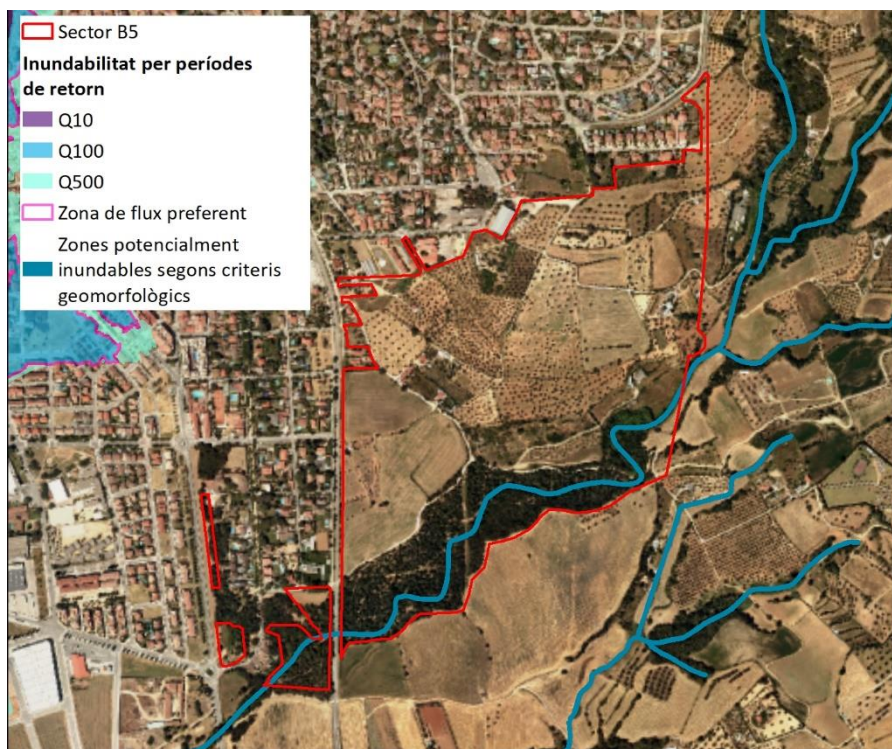 Sector B5
Inundabilitat per períodes
de retorn
Q10
Q100
Q500
Zona de flux preferent
Zones potencialment
inundables segons criteris
geomorfològics